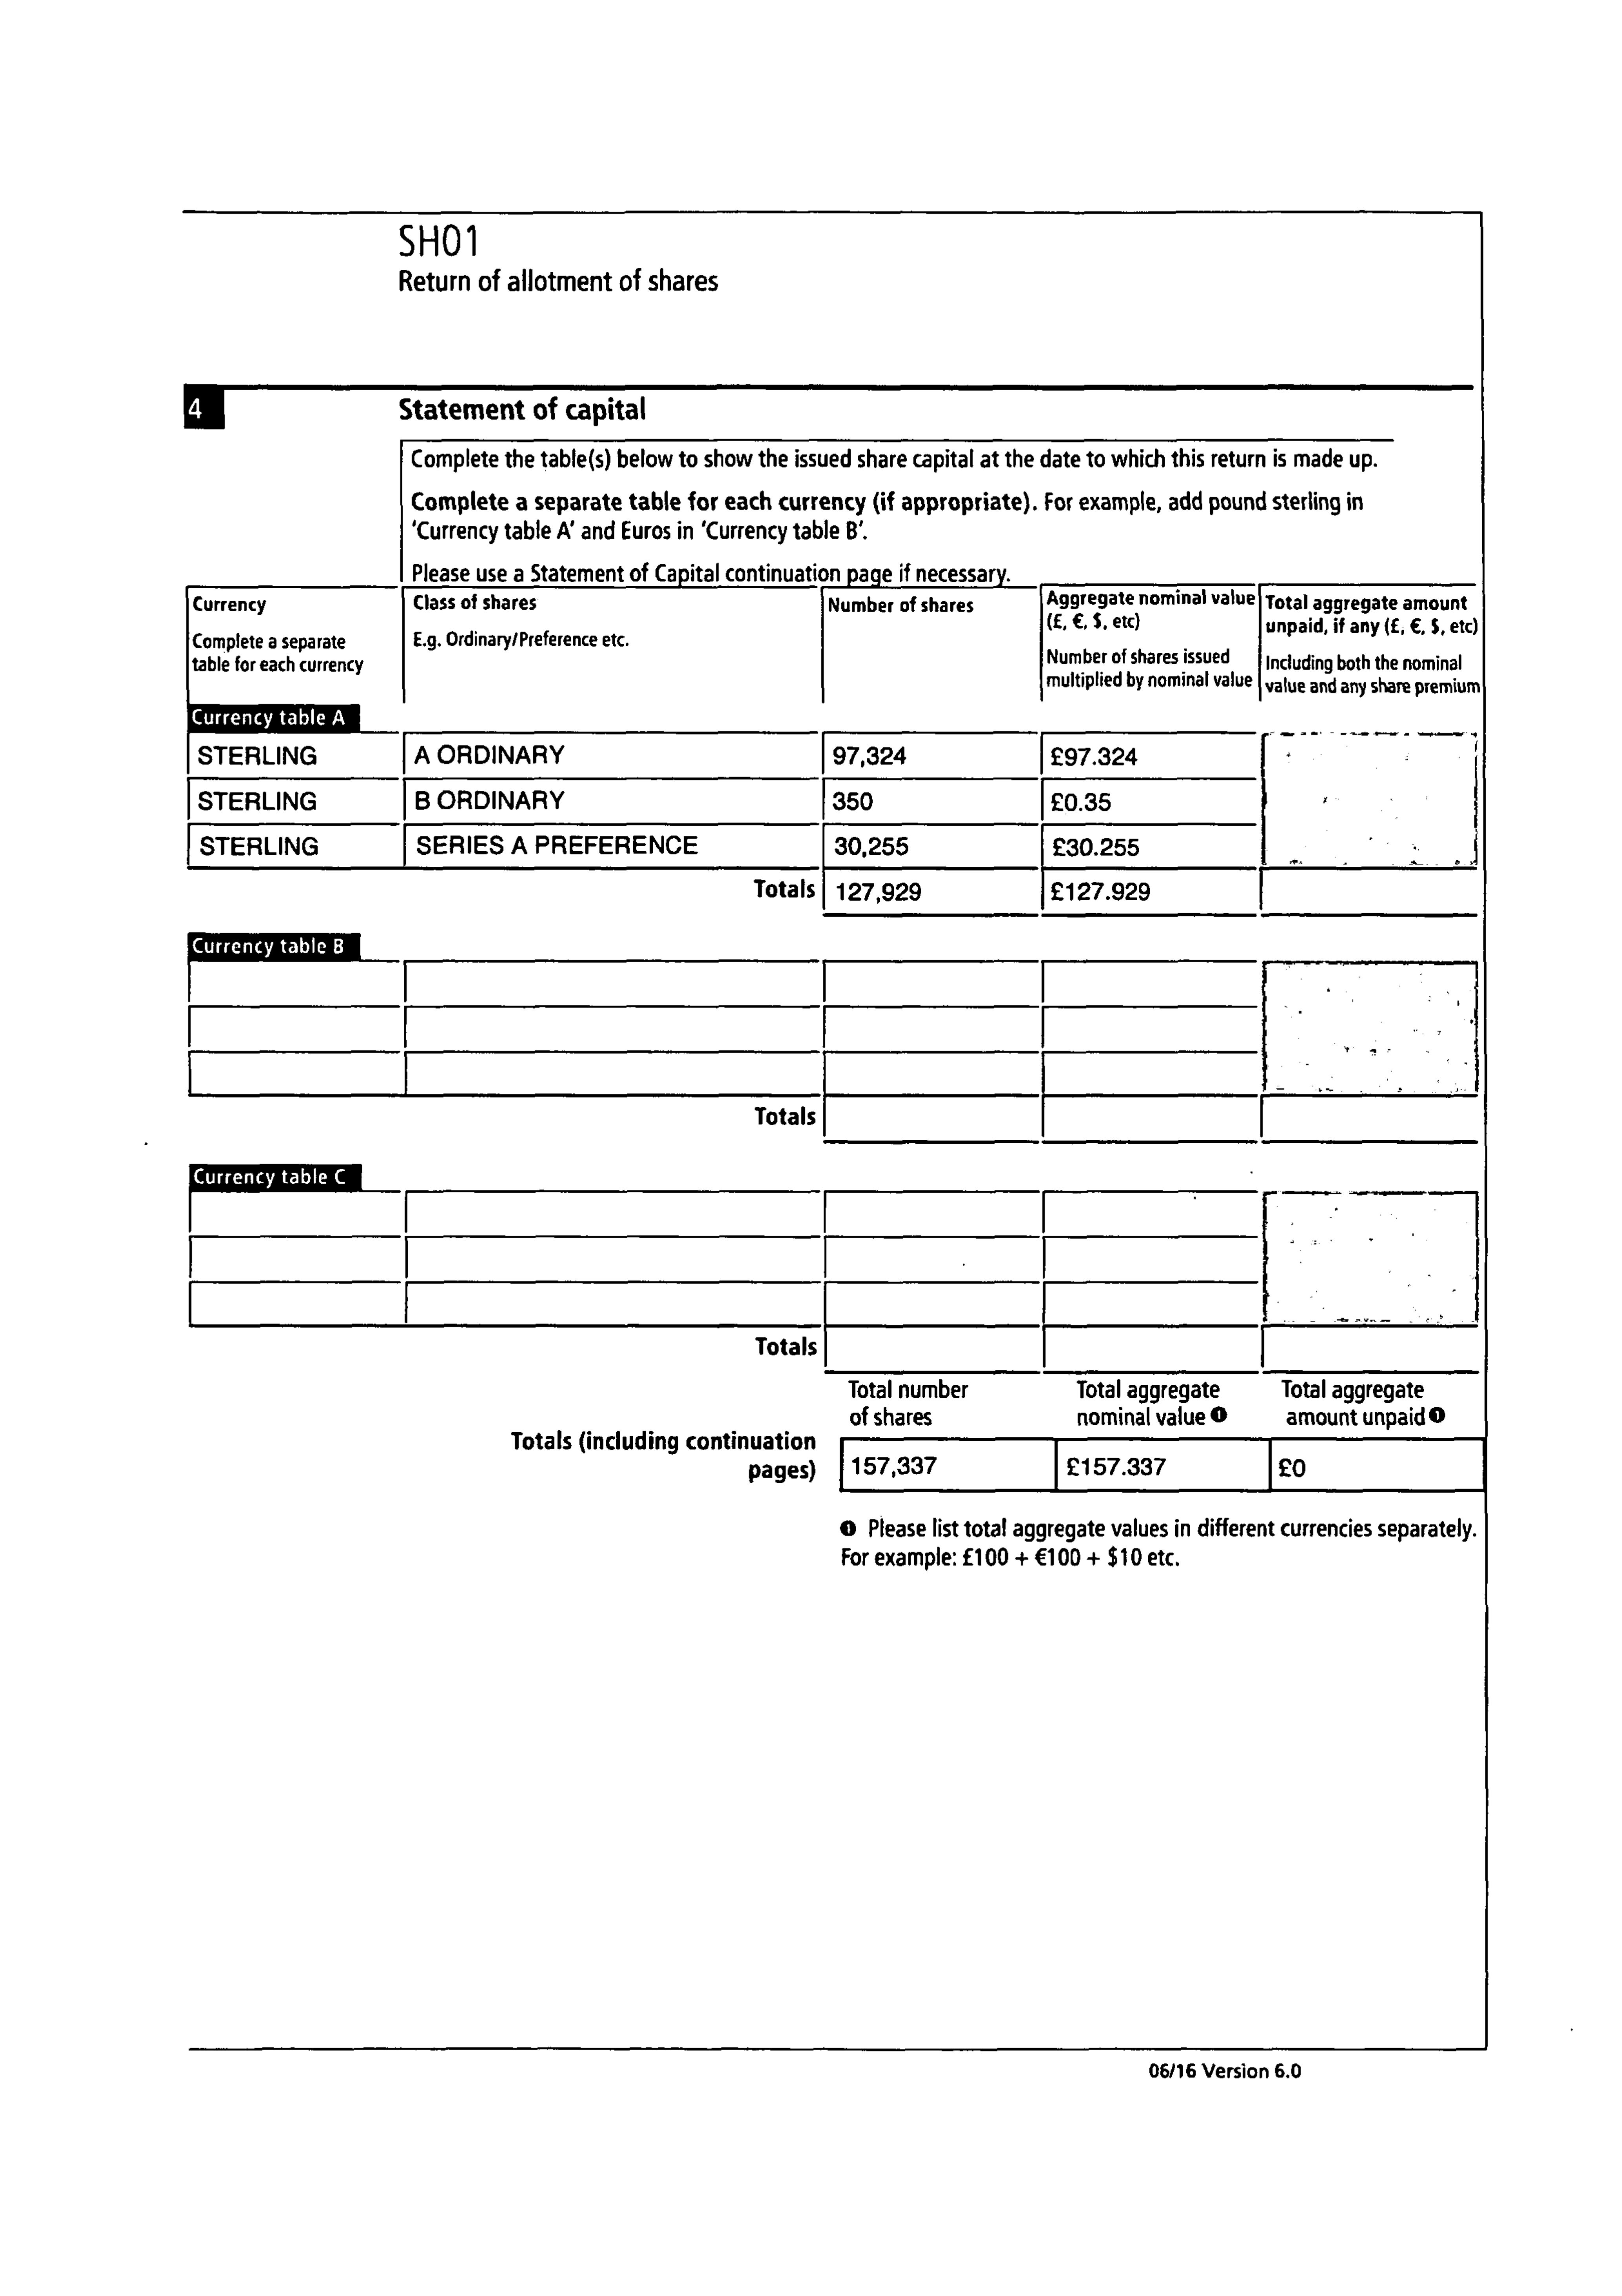 SH01
Return of allotment of shares
4
Statement of capital
Complete the table(s) below to show the issued share capital at the date to which this return is made up.
Complete a separate table for each currency (if appropriate). For example, add pound sterling in
'Currency table A' and Euros in 'Currency table B'.
Please use a Statement of Capital continuation page if necessary.
Currency
Complete a separate
table for each currency
Class of shares
E.g. Ordinary/Preference etc.
Number of shares
Aggregate nominal value
(£, €, $, etc)
Number of shares issued
multiplied by nominal value
Total aggregate amount
unpaid, if any (£, €, $, etc)
Including both the nominal
value and any share premium
Currency table A
STERLING A ORDINARY 97,324 £97.324
STERLING B ORDINARY 350 £0.35
STERLING SERIES A PREFERENCE 30,255 £30.255
Totals 127,929 £127.929
Currency table B
Totals
Currency table C
Totals
Total number
of shares
Total aggregate
nominal value ❶
Total aggregate
amount unpaid ❶
Totals (including continuation
pages)
157,337 £157.337 £0
❶ Please list total aggregate values in different currencies separately.
For example: £100 + €100 + $10 etc.
06/16 Version 6.0